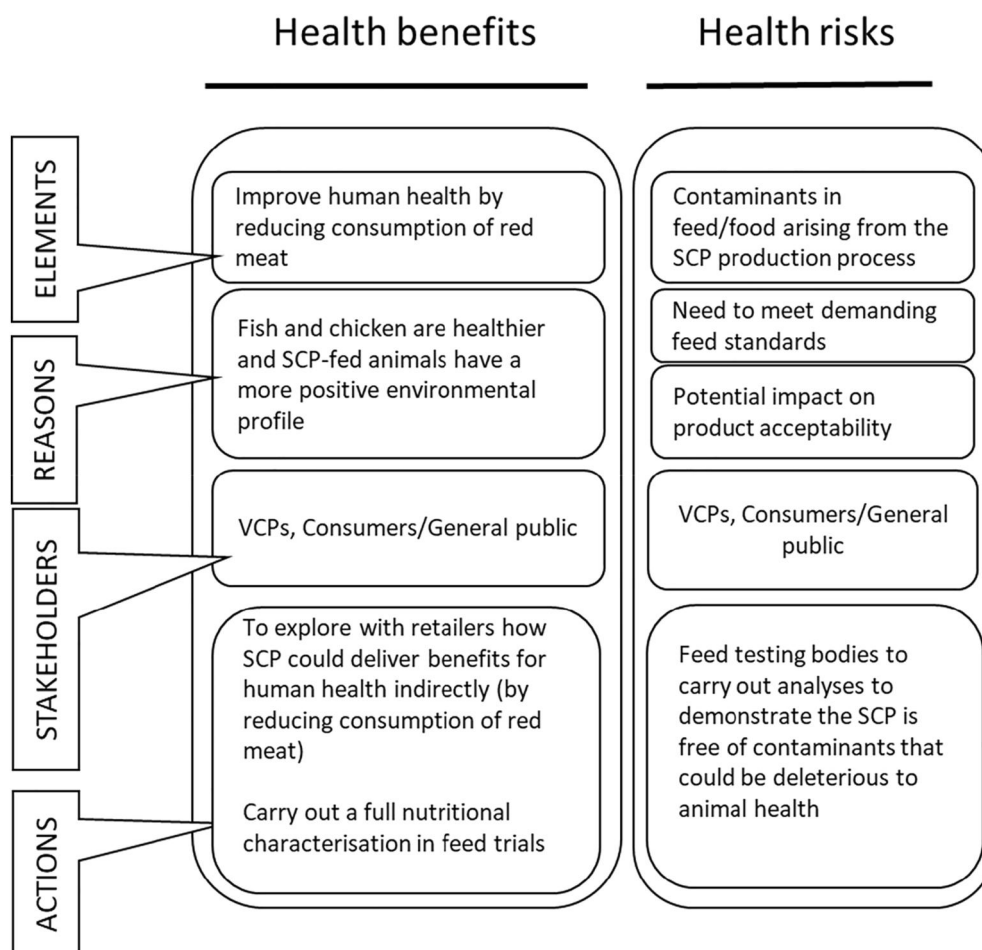 Health benefits
Health risks
ELEMENTS
Improve human health by
reducing consumption of red
meat
Contaminants in
feed/food arising from the
SCP production process
REASONS
Fish and chicken are healthier
and SCP-fed animals have a
more positive environmental
profile
Need to meet demanding
feed standards
Potential impact on
product acceptability
STAKEHOLDERS
VCPs, Consumers/General public
VCPs, Consumers/General
public
ACTIONS
To explore with retailers how
SCP could deliver benefits for
human health indirectly (by
reducing consumption of red
meat)
Carry out a full nutritional
characterisation in feed trials
Feed testing bodies to
carry out analyses to
demonstrate the SCP is
free of contaminants that
could be deleterious to
animal health